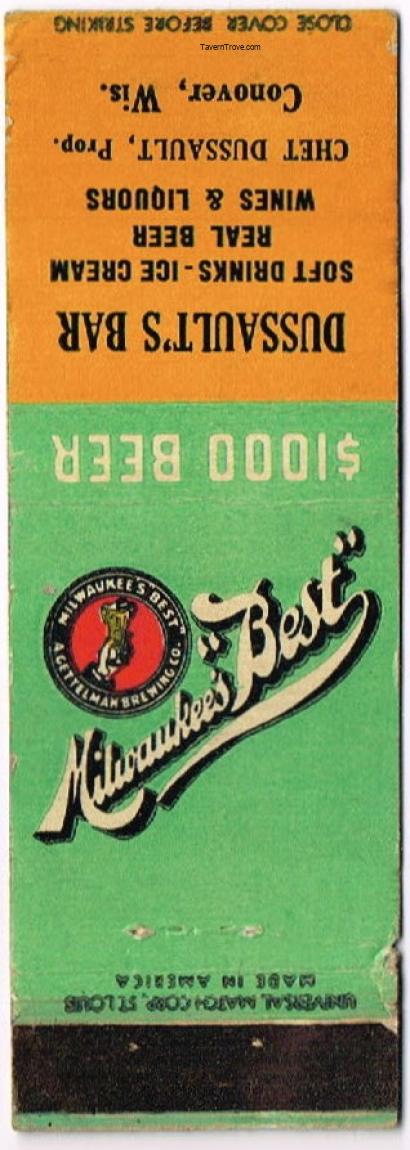 CLOSE COVER BEFORE STRIKING
TavernTrove.com
Conover, Wis.
CHET DUSSAULT, Prop.
WINES & LIQUORS
REAL BEER
SOFT DRINKS - ICE CREAM
DUSSAULT'S BAR
$1000 BEER
"MILWAUKEE'S BEST"
A. GETTELMAN BREWING CO.
Milwaukee's "Best"
UNIVERSAL MATCH CORP., ST. LOUIS
MADE IN AMERICA